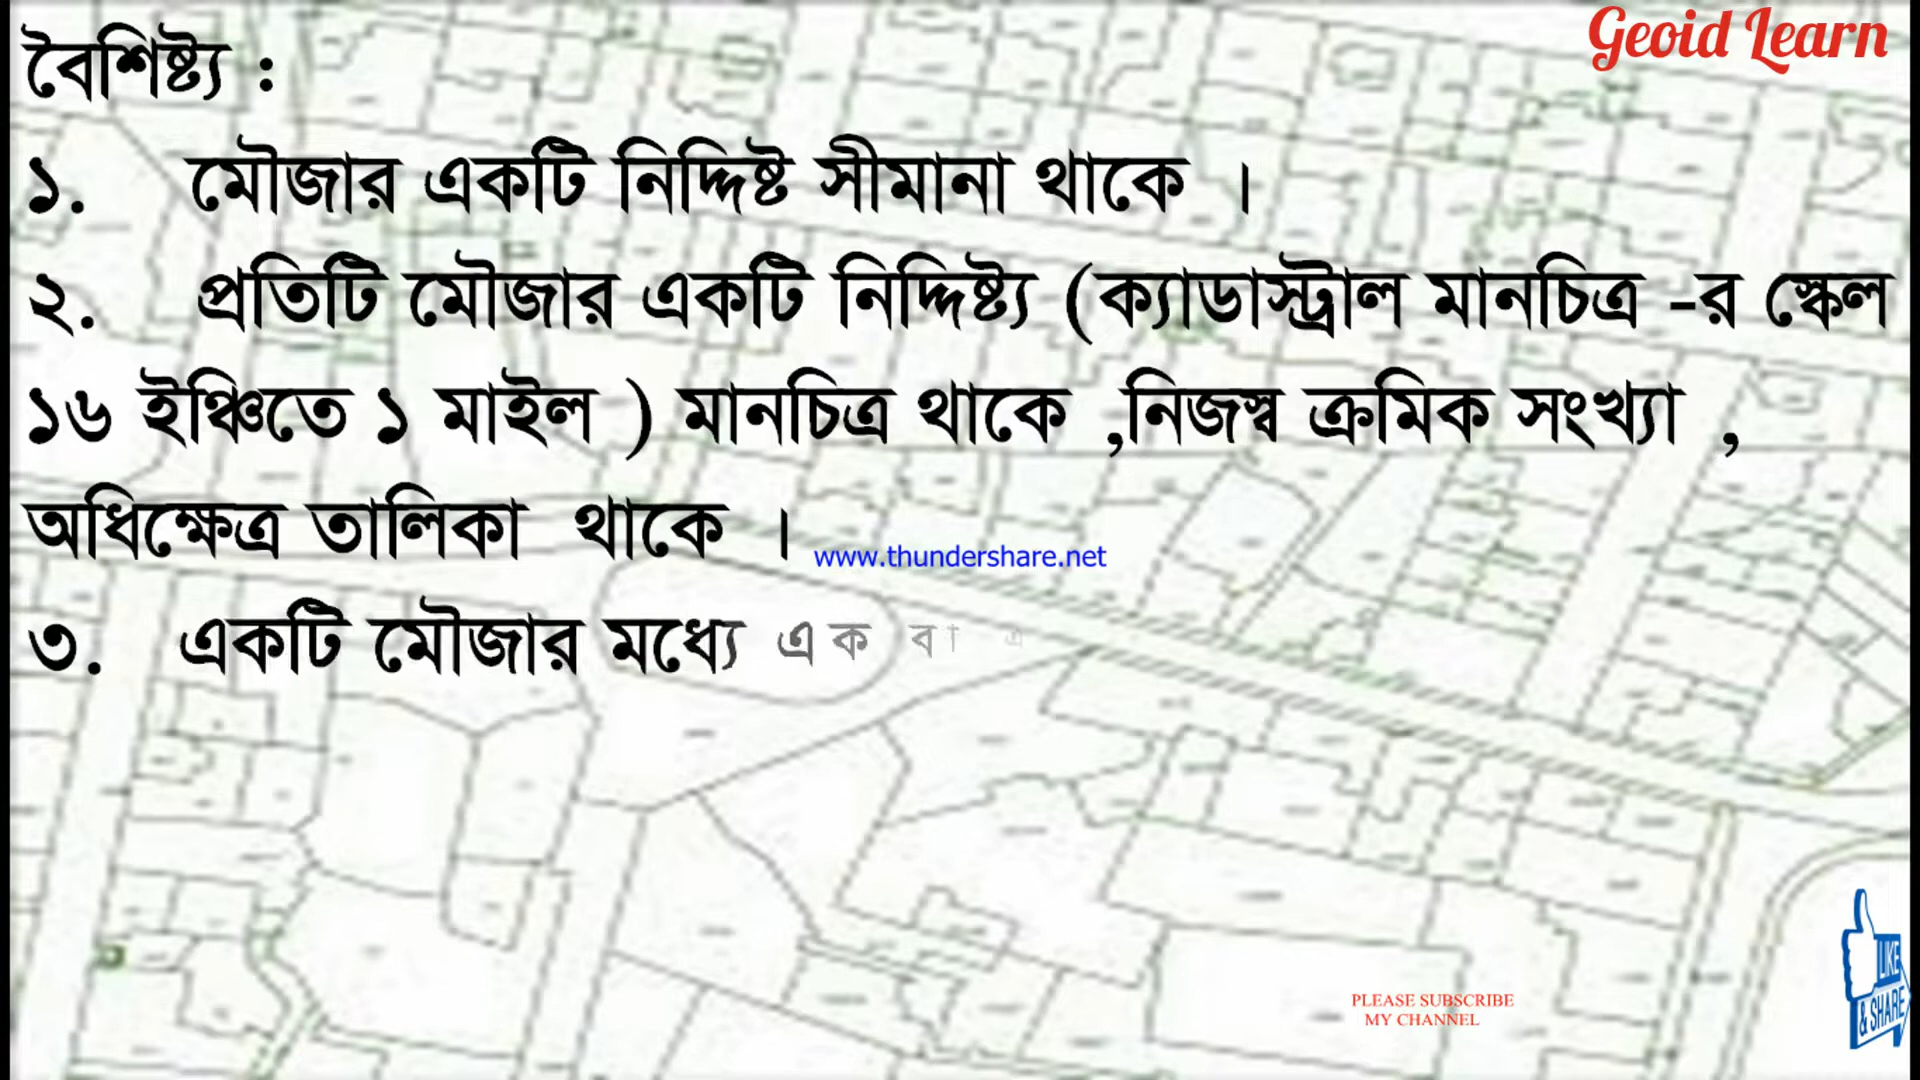 Geoid Learn
বৈশিষ্ট্য :
১. মৌজার একটি নিদ্দিষ্ট সীমানা থাকে ।
২. প্রতিটি মৌজার একটি নিদ্দিষ্ট্য (ক্যাডাস্ট্রাল মানচিত্র -র স্কেল
১৬ ইঞ্চিতে ১ মাইল ) মানচিত্র থাকে ,নিজস্ব ক্রমিক সংখ্যা ,
অধিক্ষেত্র তালিকা থাকে ।
www.thundershare.net
৩. একটি মৌজার মধ্যে এক বা
LIKE
& SHARE
PLEASE SUBSCRIBE
MY CHANNEL